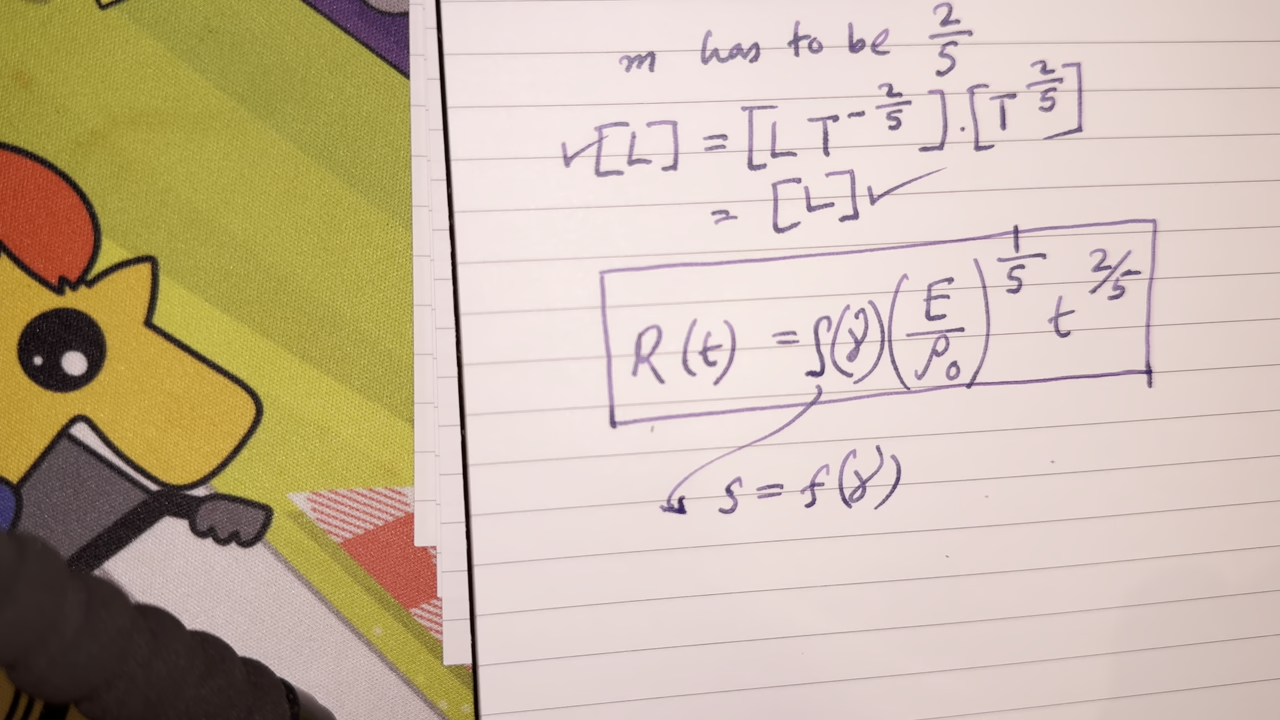 m has to be 2/5
✓[L] = [L T^{-2/5}].[T^{2/5}]
= [L]✓
R(t) = S(γ)(E/ρ₀)^{1/5} t^{2/5}
S = f(γ)